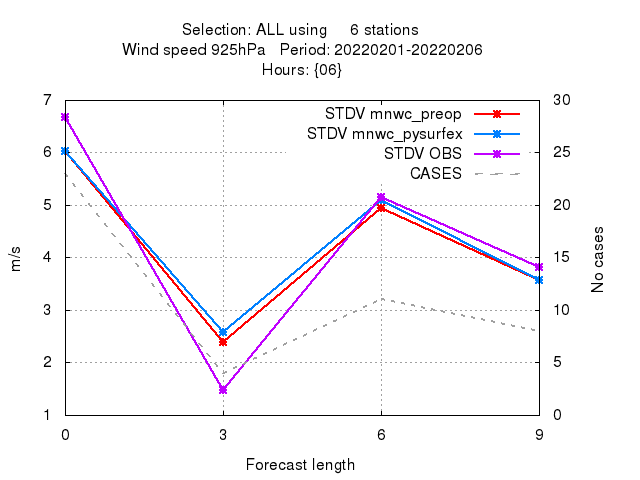 Selection: ALL using 6 stations
Wind speed 925hPa Period: 20220201-20220206
Hours: {06}
STDV mnwc_preop
STDV mnwc_pysurfex
STDV OBS
CASES
7
6
5
4
3
2
1
30
25
20
15
10
5
0
m/s
No cases
0 3 6 9
Forecast length